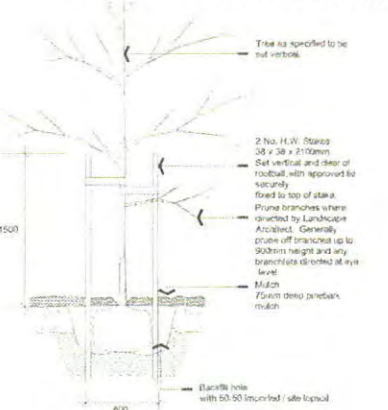 Tree as specified to be
set vertical.
2 No. H.W. Stakes
38 x 38 x 2100mm
Set vertical and clear of
rootball, with approved tie
securely
fixed to top of stake.
Prune branches where
directed by Landscape
Architect. Generally
prune off branches up to
900mm height and any
branchlets directed at eye
level
1500
Mulch
75mm deep pinebark
mulch
Backfill hole
with 50-50 imported / site topsoil
600